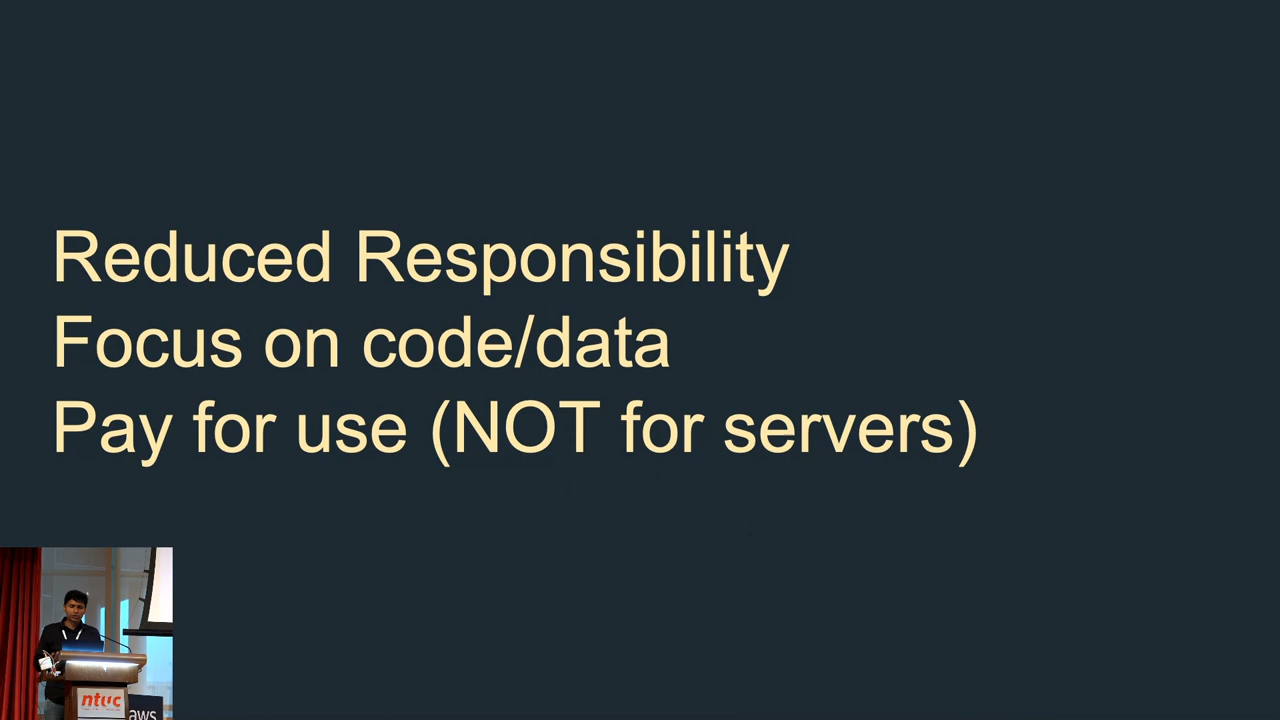 Reduced Responsibility
Focus on code/data
Pay for use (NOT for servers)
ntuc
aws